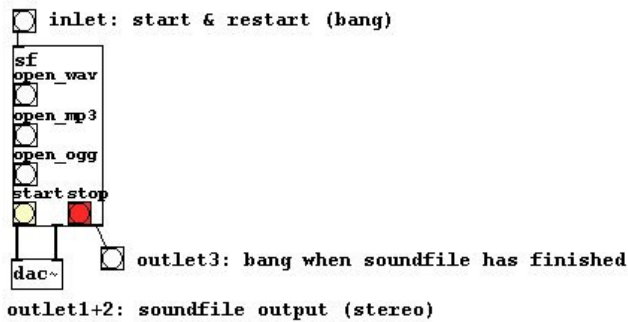 inlet: start & restart (bang)
sf
open_wav
open_mp3
open_ogg
start stop
outlet3: bang when soundfile has finished
dac~
outlet1+2: soundfile output (stereo)